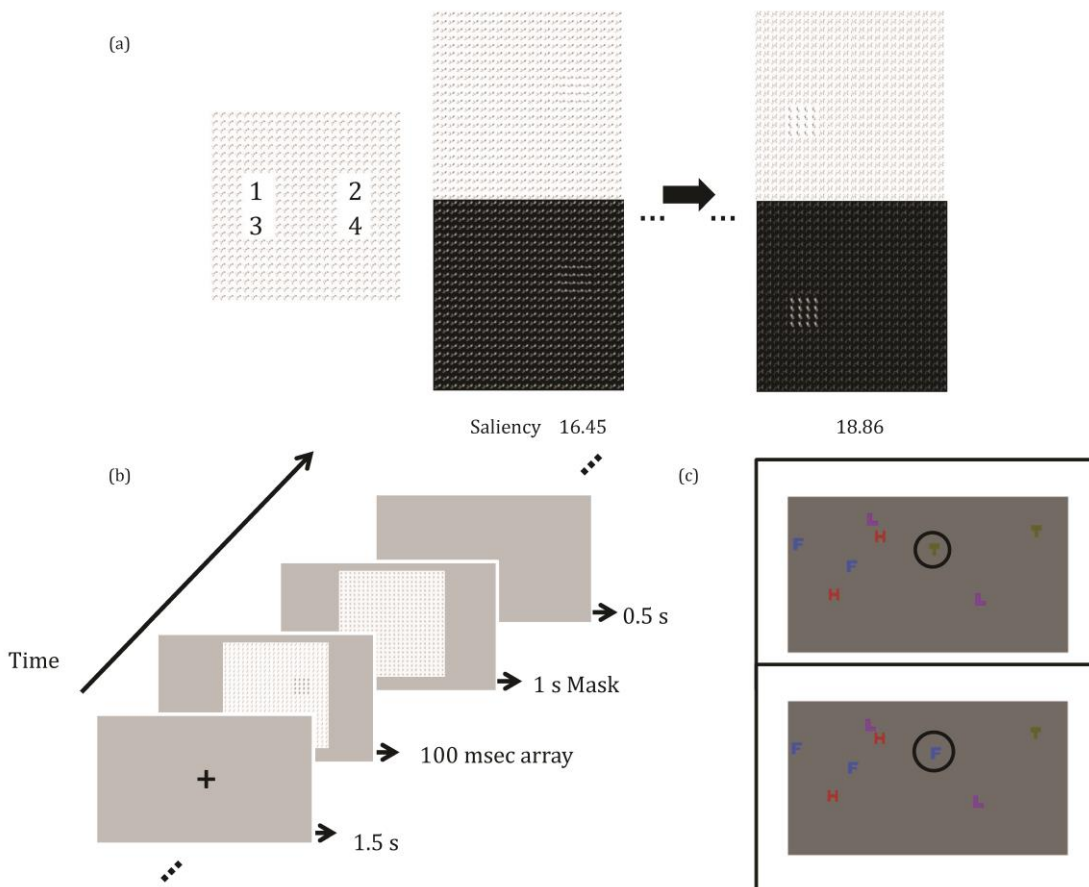 (a)
1 2
3 4
... ...
Saliency 16.45 18.86
(b)
Time
+
1.5 s
100 msec array
1 s Mask
0.5 s
(c)
L
H
F
T
T
F
H
L
L
H
F
F
T
F
H
L